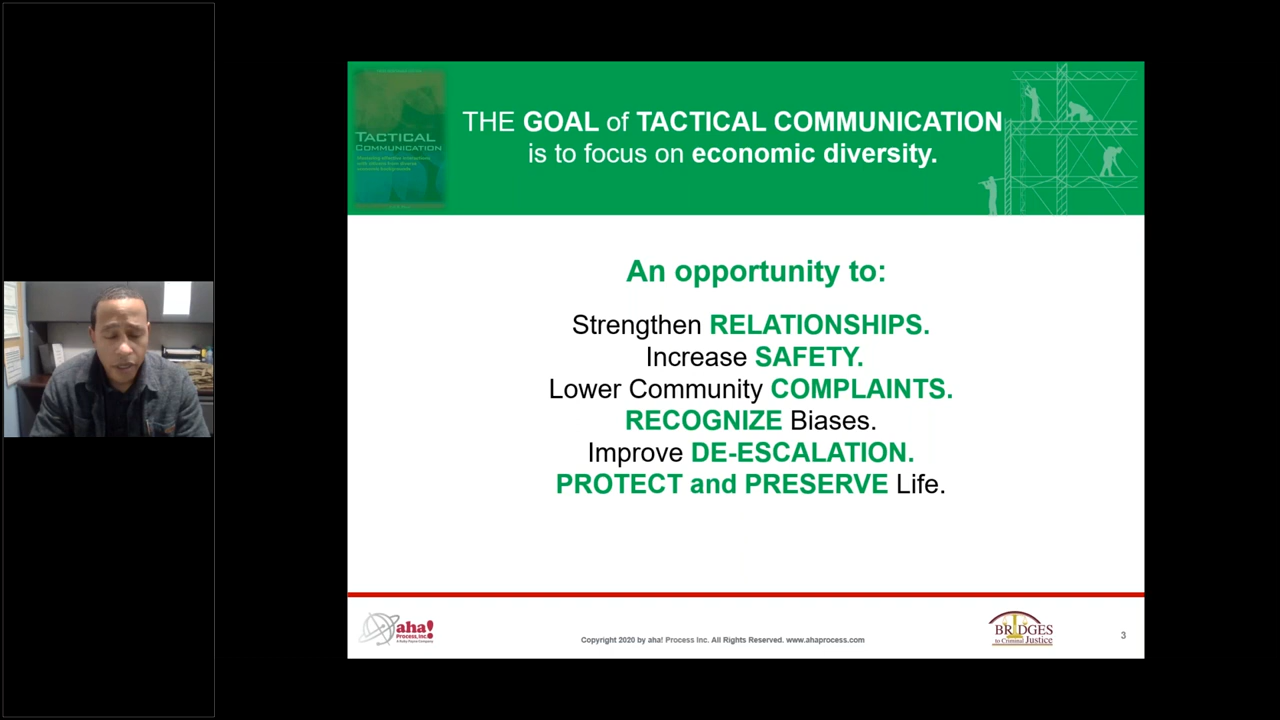 TACTICAL
COMMUNICATION
THE GOAL of TACTICAL COMMUNICATION
is to focus on economic diversity.
An opportunity to:
Strengthen RELATIONSHIPS.
Increase SAFETY.
Lower Community COMPLAINTS.
RECOGNIZE Biases.
Improve DE-ESCALATION.
PROTECT and PRESERVE Life.
aha!
Process, Inc.
Copyright 2020 by aha! Process Inc. All Rights Reserved. www.ahaprocess.com
BRIDGES
to Criminal Justice
3